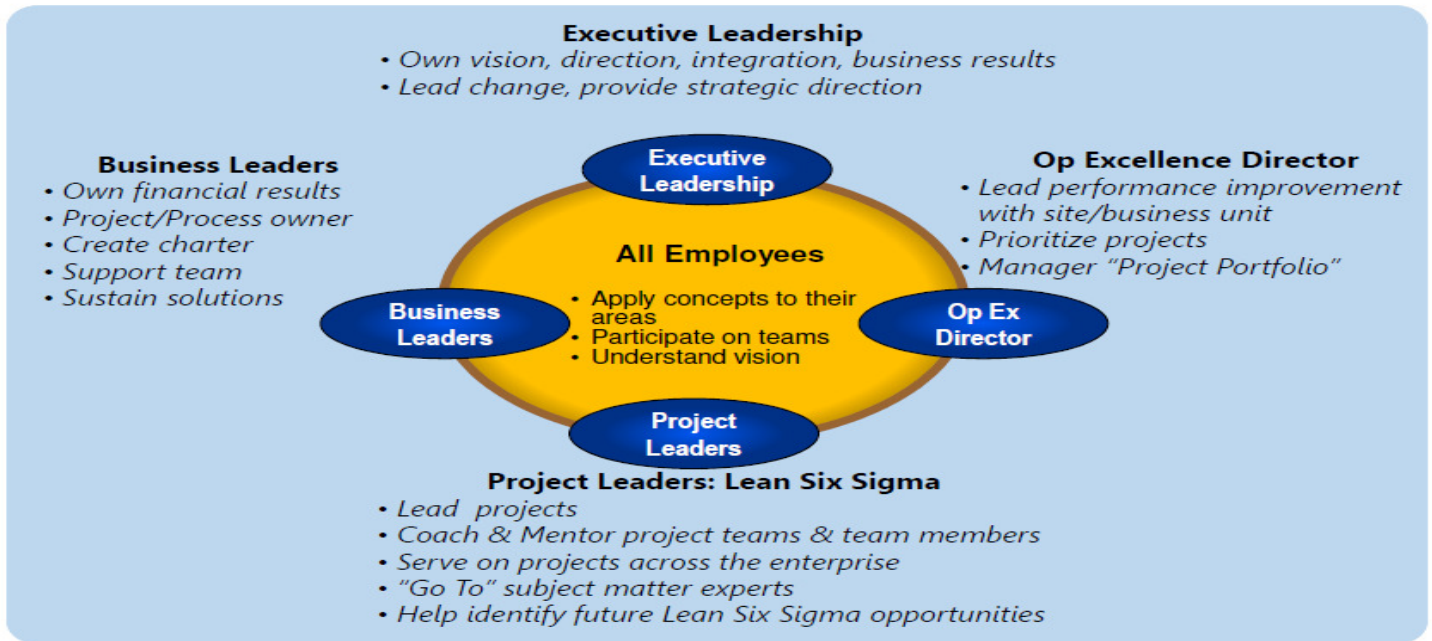 Executive Leadership
• Own vision, direction, integration, business results
• Lead change, provide strategic direction
Business Leaders
• Own financial results
• Project/Process owner
• Create charter
• Support team
• Sustain solutions
Executive
Leadership
Op Excellence Director
• Lead performance improvement
with site/business unit
• Prioritize projects
• Manager “Project Portfolio”
All Employees
• Apply concepts to their
areas
• Participate on teams
• Understand vision
Business
Leaders
Op Ex
Director
Project
Leaders
Project Leaders: Lean Six Sigma
• Lead projects
• Coach & Mentor project teams & team members
• Serve on projects across the enterprise
• “Go To” subject matter experts
• Help identify future Lean Six Sigma opportunities